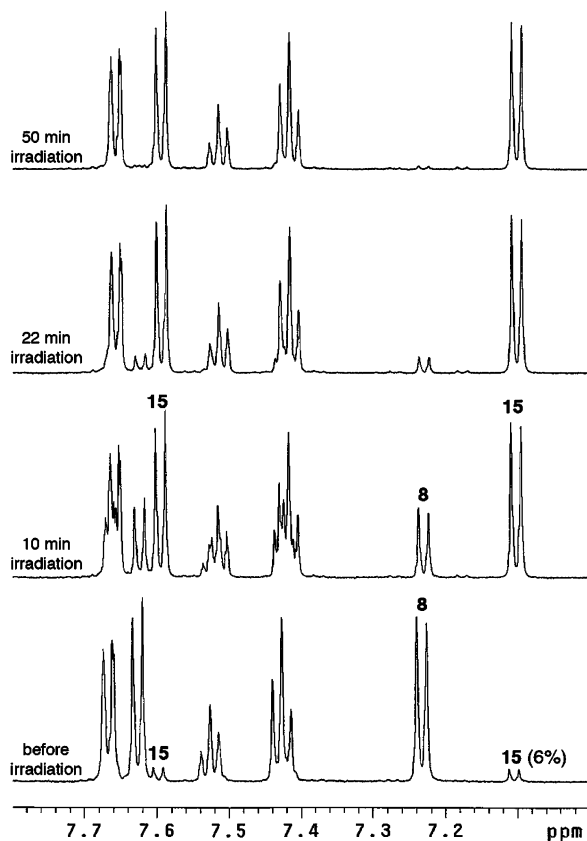 50 min
irradiation
22 min
irradiation
15
15
8
10 min
irradiation
8
before
irradiation
15
15 (6%)
7.7 7.6 7.5 7.4 7.3 7.2 ppm